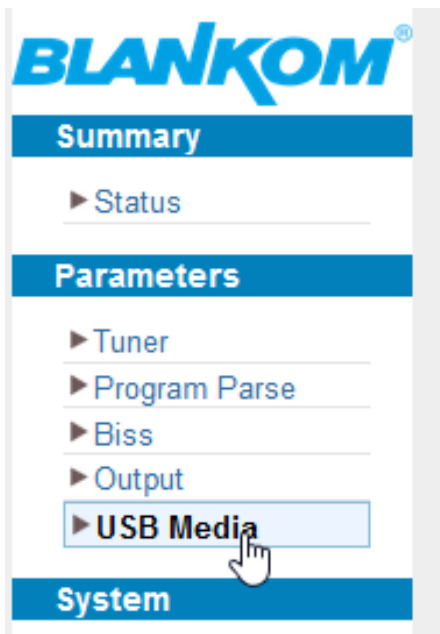 BLANKOM®
Summary
Status
Parameters
Tuner
Program Parse
Biss
Output
USB Media
System